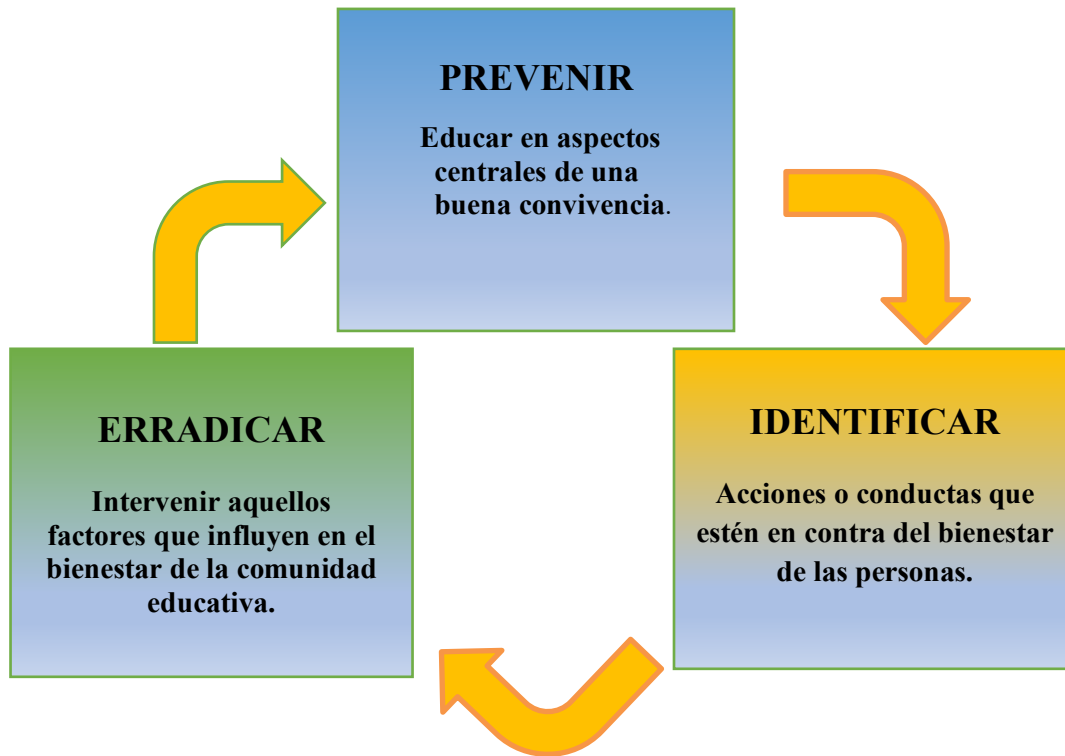 PREVENIR
Educar en aspectos
centrales de una
buena convivencia.
IDENTIFICAR
Acciones o conductas que
estén en contra del bienestar
de las personas.
ERRADICAR
Intervenir aquellos
factores que influyen en el
bienestar de la comunidad
educativa.